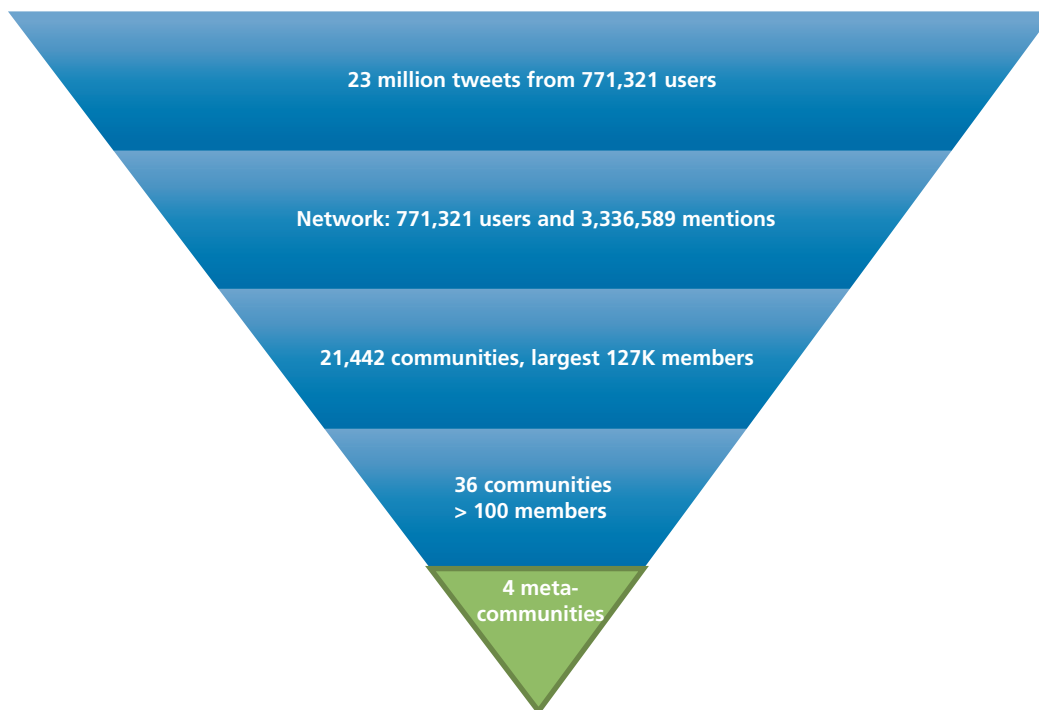 23 million tweets from 771,321 users
Network: 771,321 users and 3,336,589 mentions
21,442 communities, largest 127K members
36 communities
> 100 members
4 meta-
communities